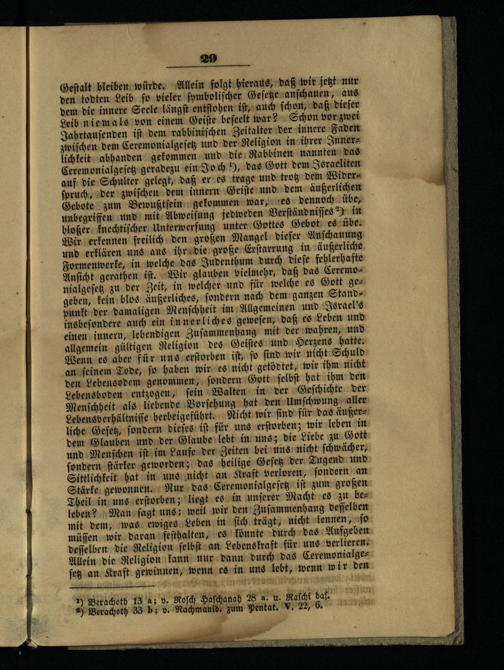 29
Gestalt bleiben würde. Allein folgt hieraus, daß wir jetzt nur
den todten Leib so vieler symbolischer Gesetze anschauen, aus
dem die innere Seele längst entflohen ist, auch schon, daß dieser
Leib niemals von einem Geiste beseelt war? Schon vor zwei
Jahrtausenden ist dem rabbinischen Zeitalter der innere Faden
zwischen dem Ceremonialgesetz und der Religion in ihrer Inner-
lichkeit abhanden gekommen und die Rabbinen nannten das
Ceremonialgesetz geradezu ein Joch ¹), das Gott dem Israeliten
auf die Schulter gelegt, daß er es trage und trotz dem Wider-
spruch, der zwischen dem innern Geiste und dem äußerlichen
Gebote zum Bewußtsein gekommen war, es dennoch übe,
unbegriffen und mit Abweisung jedweden Verständnisses ²) in
bloßer knechtischer Unterwerfung unter Gottes Gebot es übe.
Wir erkennen freilich den großen Mangel dieser Anschauung
und erklären uns aus ihr die große Erstarrung in äußerliche
Formenwerke, in welche das Judenthum durch diese fehlerhafte
Ansicht gerathen ist. Wir glauben vielmehr, daß das Ceremo-
nialgesetz zu der Zeit, in welcher und für welche es Gott ge-
geben, kein blos äußerliches, sondern nach dem ganzen Stand-
punkt der damaligen Menschheit im Allgemeinen und Israel's
insbesondere auch ein innerliches gewesen, daß es Leben und
einen innern, lebendigen Zusammenhang mit der wahren, und
allgemein gültigen Religion des Geistes und Herzens hatte.
Wenn es aber für uns erstorben ist, so sind wir nicht Schuld
an seinem Tode, so haben wir es nicht getödtet, wir ihm nicht
den Lebensodem genommen, sondern Gott selbst hat ihm den
Lebensboden entzogen, sein Walten in der Geschichte der
Menschheit als liebende Vorsehung hat den Umschwung aller
Lebensverhältnisse herbeigeführt. Nicht wir sind für das äußer-
liche Gesetz, sondern dieses ist für uns erstorben; wir leben in
dem Glauben und der Glaube lebt in uns; die Liebe zu Gott
und Menschen ist im Laufe der Zeiten bei uns nicht schwächer,
sondern stärker geworden; das heilige Gesetz der Tugend und
Sittlichkeit hat in uns nicht an Kraft verloren, sondern an
Stärke gewonnen. Nur das Ceremonialgesetz ist zum großen
Theil in uns erstorben; liegt es in unserer Macht es zu be-
leben? Man sagt uns: weil wir den Zusammenhang desselben
mit dem, was ewiges Leben in sich trägt, nicht kennen, so
müssen wir daran festhalten, es könnte durch das Aufgeben
desselben die Religion selbst an Lebenskraft für uns verlieren.
Allein die Religion kann nur dann durch das Ceremonialge-
setz an Kraft gewinnen, wenn es in uns lebt, wenn wir den
¹) Berachoth 13 a; v. Rosch Haschanah 28 a. u. Raschi das.
²) Berachoth 33 b; v. Nachmanid. zum Pentat. V. 22, 6.